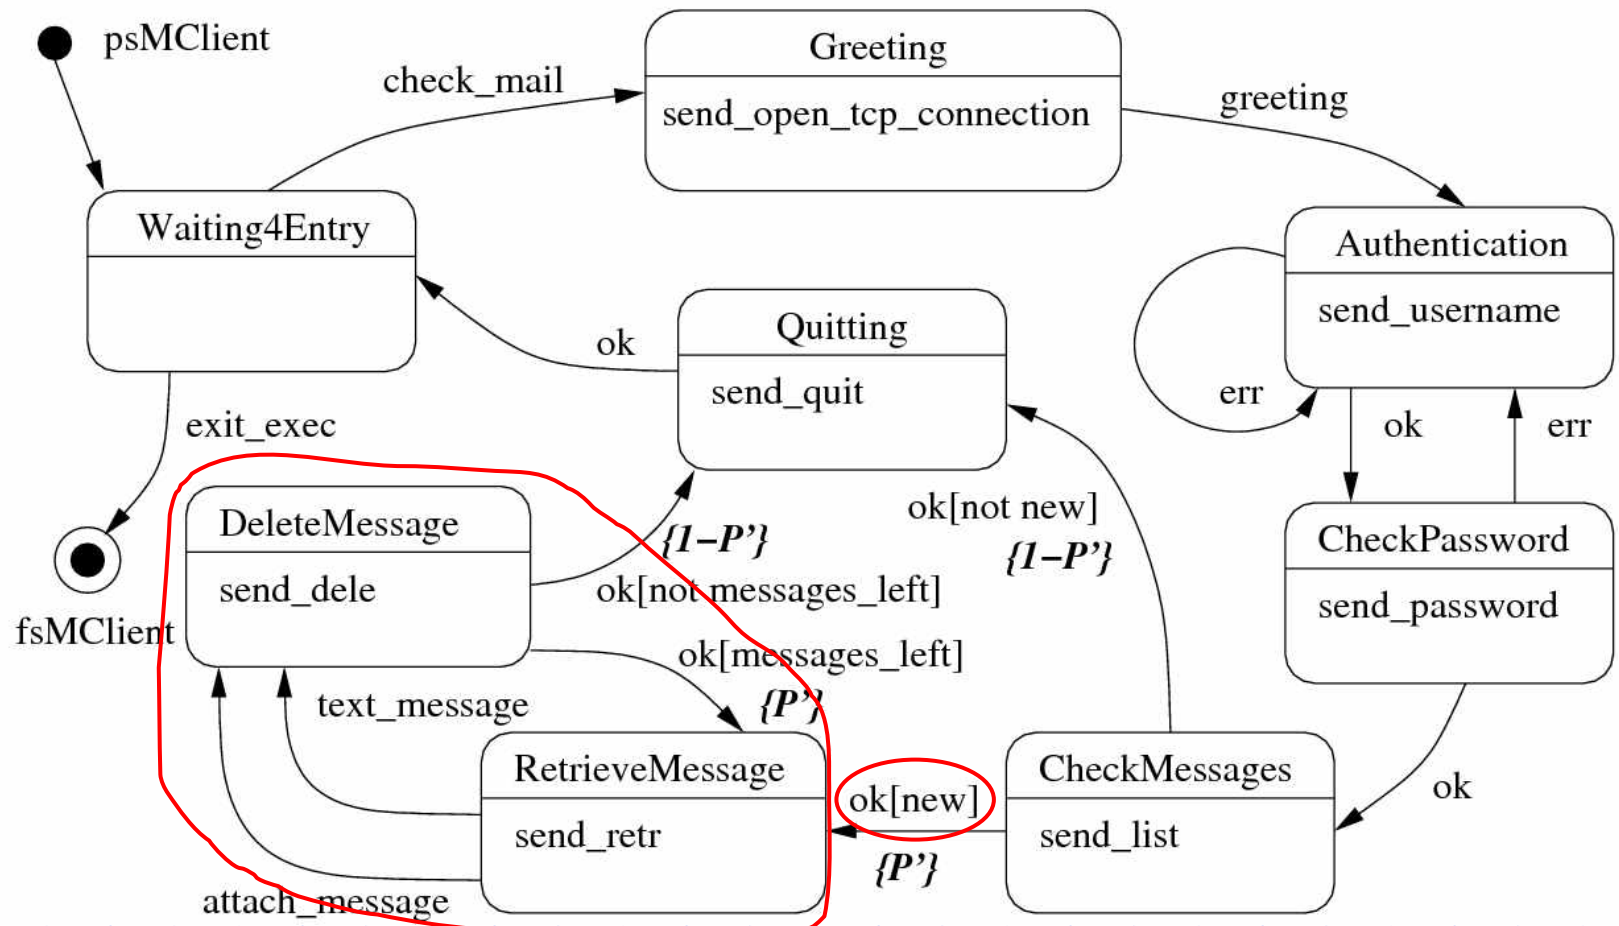 psMClient
check_mail
Greeting
send_open_tcp_connection
greeting
Waiting4Entry
Authentication
send_username
err
ok
err
Quitting
send_quit
ok
exit_exec
ok[not new]
{1–P’}
DeleteMessage
send_dele
{1–P’}
ok[not messages_left]
CheckPassword
send_password
fsMClient
ok[messages_left]
{P’}
text_message
RetrieveMessage
send_retr
ok[new]
{P’}
CheckMessages
send_list
ok
attach_message